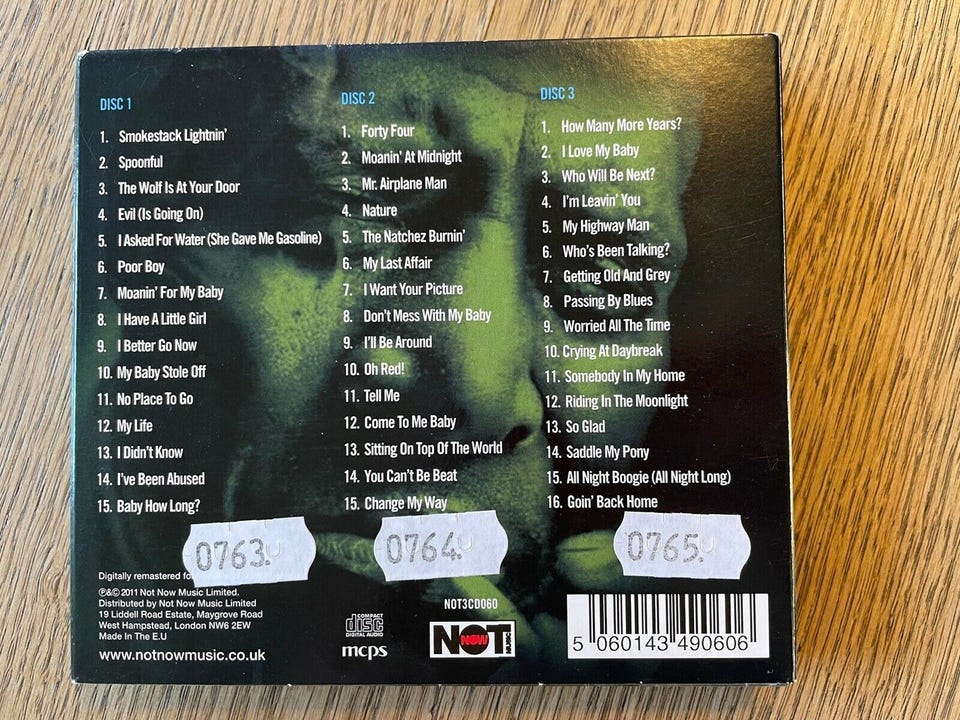 DISC 1
1. Smokestack Lightnin'
2. Spoonful
3. The Wolf Is At Your Door
4. Evil (Is Going On)
5. I Asked For Water (She Gave Me Gasoline)
6. Poor Boy
7. Moanin' For My Baby
8. I Have A Little Girl
9. I Better Go Now
10. My Baby Stole Off
11. No Place To Go
12. My Life
13. I Didn't Know
14. I've Been Abused
15. Baby How Long?
DISC 2
1. Forty Four
2. Moanin' At Midnight
3. Mr. Airplane Man
4. Nature
5. The Natchez Burnin'
6. My Last Affair
7. I Want Your Picture
8. Don't Mess With My Baby
9. I'll Be Around
10. Oh Red!
11. Tell Me
12. Come To Me Baby
13. Sitting On Top Of The World
14. You Can't Be Beat
15. Change My Way
DISC 3
1. How Many More Years?
2. I Love My Baby
3. Who Will Be Next?
4. I'm Leavin' You
5. My Highway Man
6. Who's Been Talking?
7. Getting Old And Grey
8. Passing By Blues
9. Worried All The Time
10. Crying At Daybreak
11. Somebody In My Home
12. Riding In The Moonlight
13. So Glad
14. Saddle My Pony
15. All Night Boogie (All Night Long)
16. Goin' Back Home
0763.
0764.
0765.
Digitally remastered fo
℗&© 2011 Not Now Music Limited.
Distributed by Not Now Music Limited
19 Liddell Road Estate, Maygrove Road
West Hampstead, London NW6 2EW
Made In The E.U
www.notnowmusic.co.uk
COMPACT
disc
DIGITAL AUDIO
mcps
NOT3CD060
NOT
NOW
MUSIC
5 060143 490606